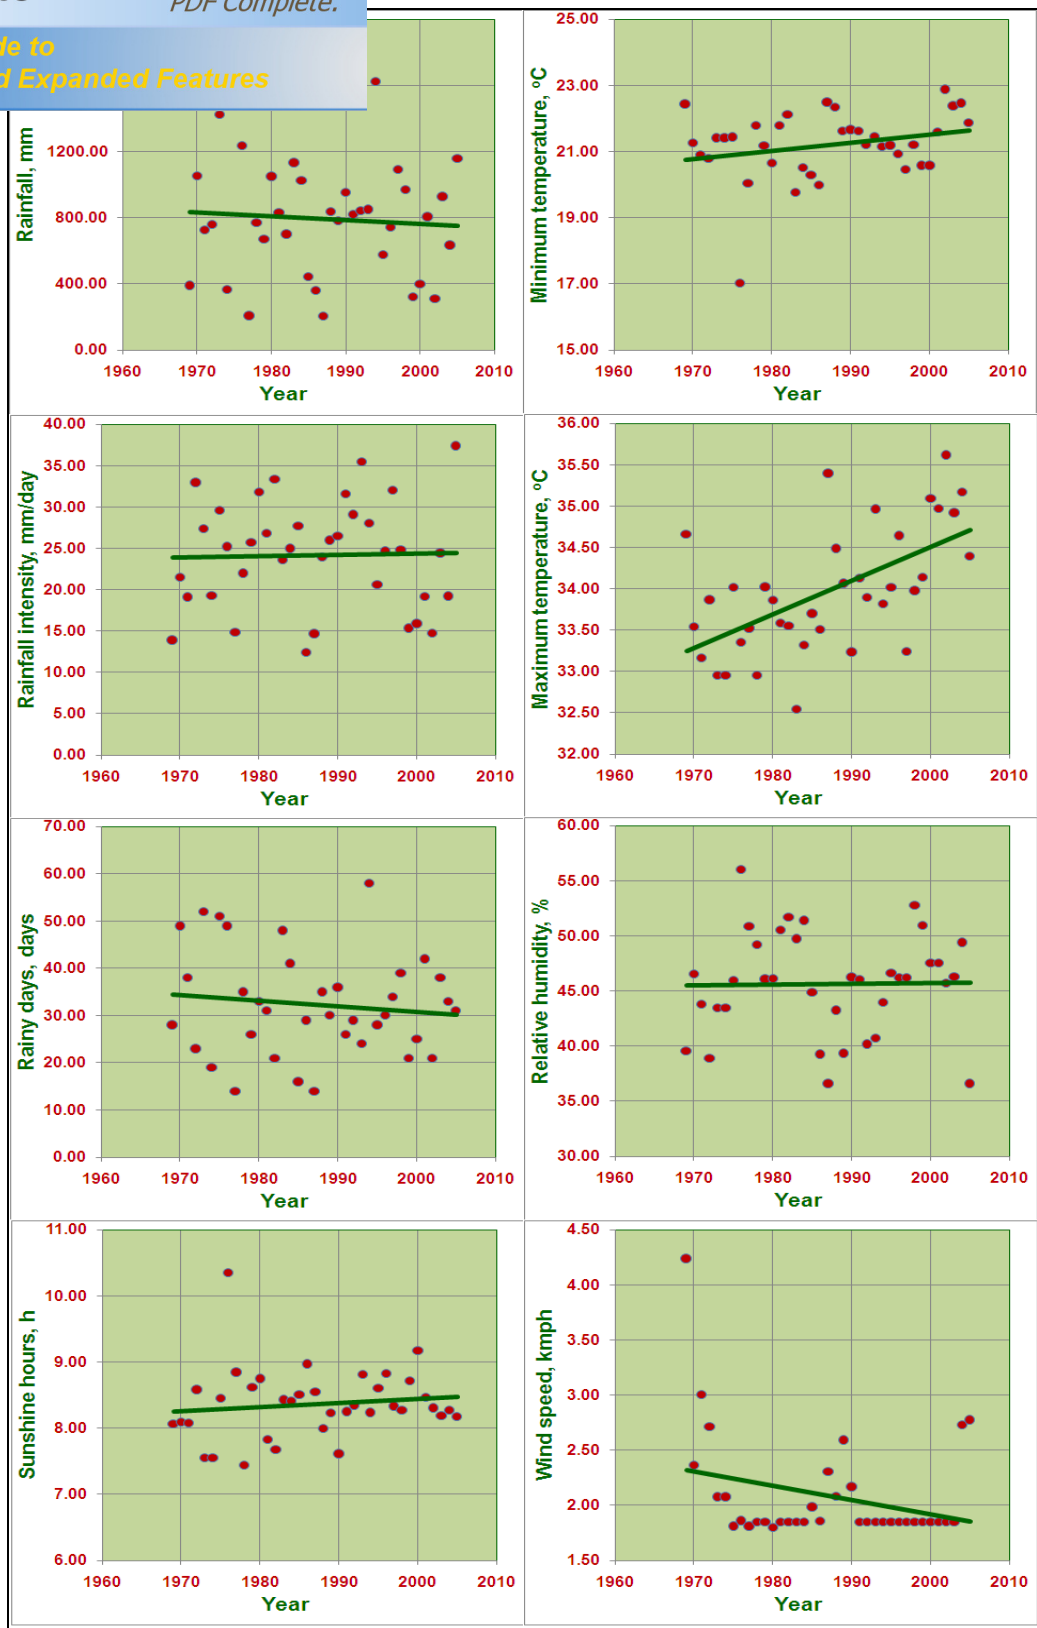 PDF Complete.
de to
d Expanded Features
Rainfall, mm
1200.00
800.00
400.00
0.00
1960 1970 1980 1990 2000 2010
Year
Minimum temperature, ºC
25.00
23.00
21.00
19.00
17.00
15.00
1960 1970 1980 1990 2000 2010
Year
Rainfall intensity, mm/day
40.00
35.00
30.00
25.00
20.00
15.00
10.00
5.00
0.00
1960 1970 1980 1990 2000 2010
Year
Maximum temperature, ºC
36.00
35.50
35.00
34.50
34.00
33.50
33.00
32.50
32.00
1960 1970 1980 1990 2000 2010
Year
Rainy days, days
70.00
60.00
50.00
40.00
30.00
20.00
10.00
0.00
1960 1970 1980 1990 2000 2010
Year
Relative humidity, %
60.00
55.00
50.00
45.00
40.00
35.00
30.00
1960 1970 1980 1990 2000 2010
Year
Sunshine hours, h
11.00
10.00
9.00
8.00
7.00
6.00
1960 1970 1980 1990 2000 2010
Year
Wind speed, kmph
4.50
4.00
3.50
3.00
2.50
2.00
1.50
1960 1970 1980 1990 2000 2010
Year